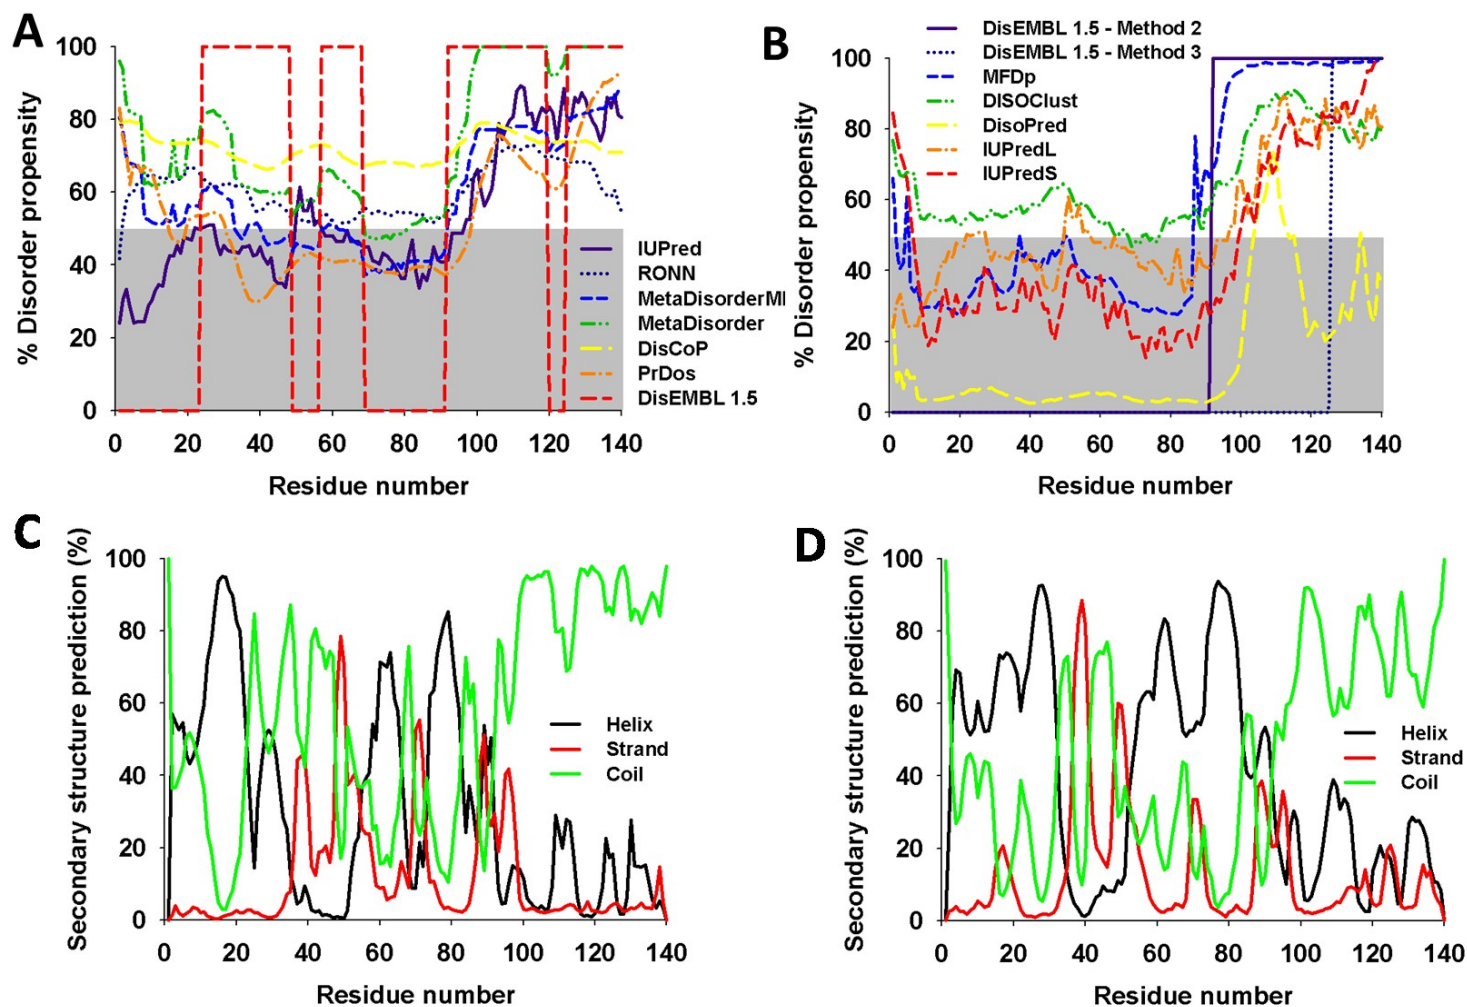 A
% Disorder propensity
100
80
60
40
20
0
IUPred
RONN
MetaDisorderMI
MetaDisorder
DisCoP
PrDos
DisEMBL 1.5
0 20 40 60 80 100 120 140
Residue number
B
DisEMBL 1.5 - Method 2
DisEMBL 1.5 - Method 3
MFDp
DISOClust
DisoPred
IUPredL
IUPredS
% Disorder propensity
100
80
60
40
20
0
0 20 40 60 80 100 120 140
Residue number
C
Secondary structure prediction (%)
100
80
60
40
20
0
Helix
Strand
Coil
0 20 40 60 80 100 120 140
Residue number
D
Secondary structure prediction (%)
100
80
60
40
20
0
Helix
Strand
Coil
0 20 40 60 80 100 120 140
Residue number